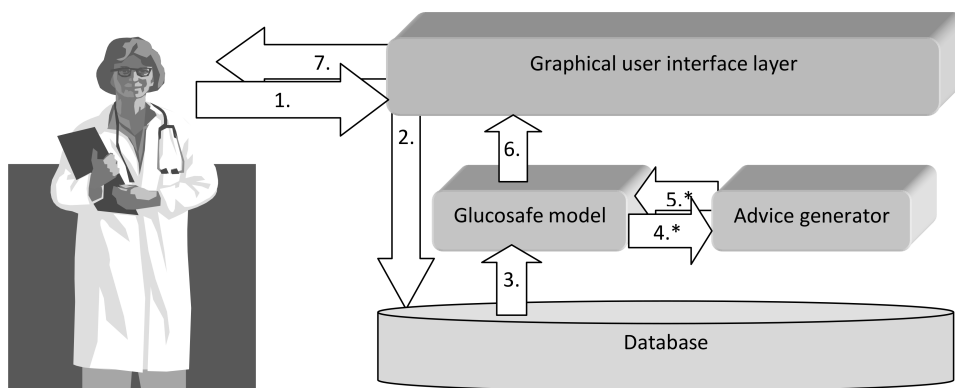 7.
Graphical user interface layer
1.
2.
6.
5.*
Glucosafe model
Advice generator
4.*
3.
Database